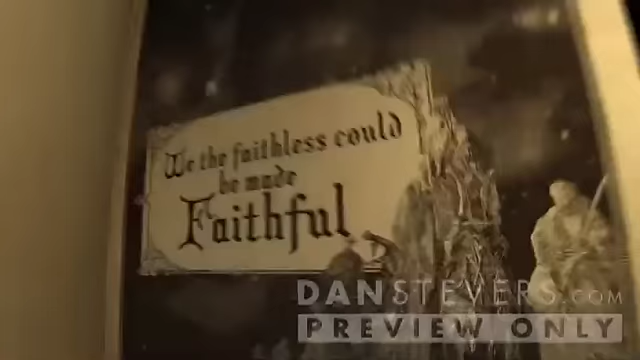 We the faithless could
be made
Faithful
DANSTEVERS.COM
PREVIEW ONLY